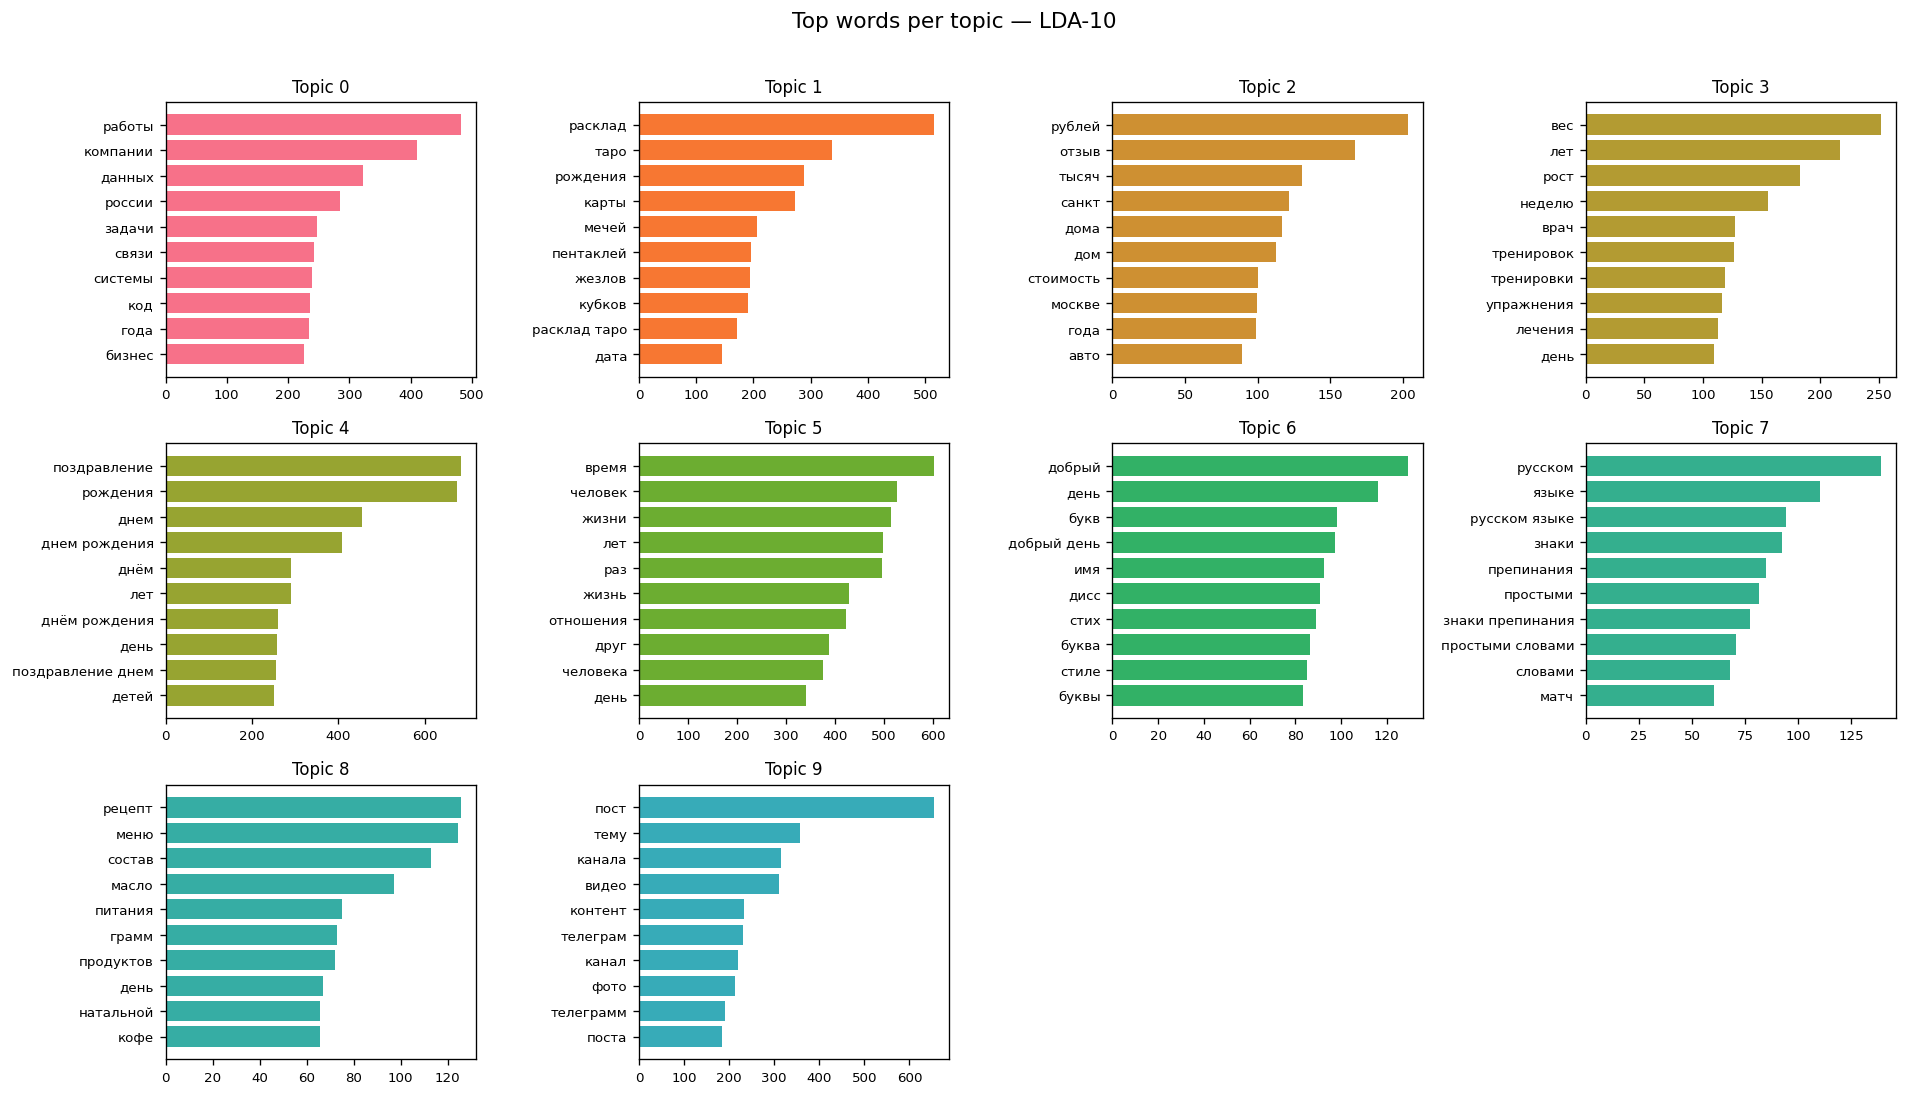 Top words per topic — LDA-10
Topic 0
работы
компании
данных
россии
задачи
связи
системы
код
года
бизнес
0 100 200 300 400 500
Topic 1
расклад
таро
рождения
карты
мечей
пентаклей
жезлов
кубков
расклад таро
дата
0 100 200 300 400 500
Topic 2
рублей
отзыв
тысяч
санкт
дома
дом
стоимость
москве
года
авто
0 50 100 150 200
Topic 3
вес
лет
рост
неделю
врач
тренировок
тренировки
упражнения
лечения
день
0 50 100 150 200 250
Topic 4
поздравление
рождения
днем
днем рождения
днём
лет
днём рождения
день
поздравление днем
детей
0 200 400 600
Topic 5
время
человек
жизни
лет
раз
жизнь
отношения
друг
человека
день
0 100 200 300 400 500 600
Topic 6
добрый
день
букв
добрый день
имя
дисс
стих
буква
стиле
буквы
0 20 40 60 80 100 120
Topic 7
русском
языке
русском языке
знаки
препинания
простыми
знаки препинания
простыми словами
словами
матч
0 25 50 75 100 125
Topic 8
рецепт
меню
состав
масло
питания
грамм
продуктов
день
натальной
кофе
0 20 40 60 80 100 120
Topic 9
пост
тему
канала
видео
контент
телеграм
канал
фото
телеграмм
поста
0 100 200 300 400 500 600